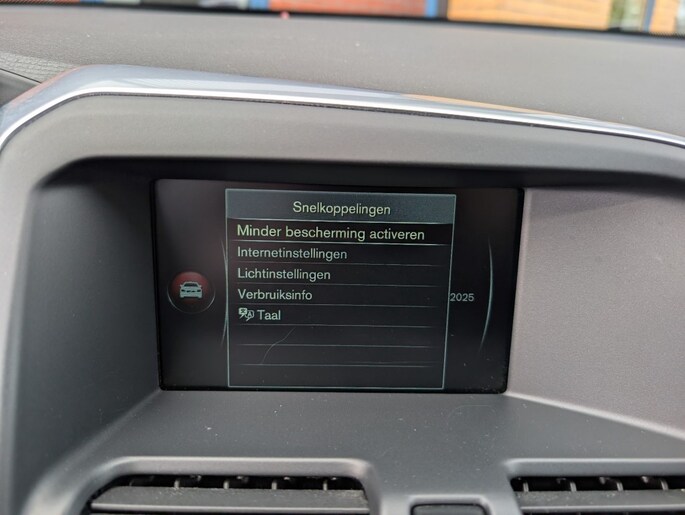 Snelkoppelingen
Minder bescherming activeren
Internetinstellingen
Lichtinstellingen
Verbruiksinfo
2025
Taal